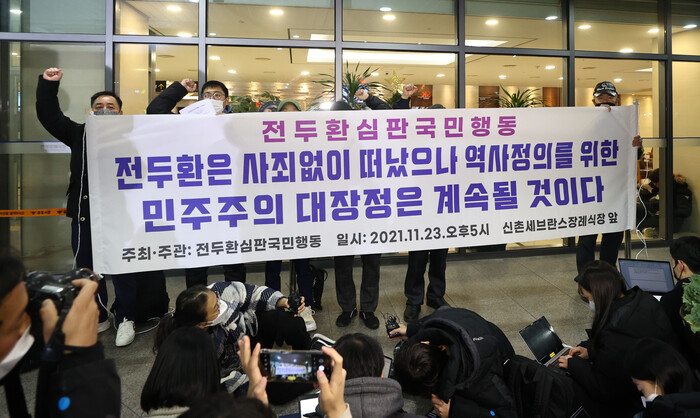 전두환심판국민행동
전두환은 사죄없이 떠났으나 역사정의를 위한
민주주의 대장정은 계속될 것이다
주최·주관: 전두환심판국민행동 일시: 2021.11.23.오후5시 신촌세브란스장례식장 앞